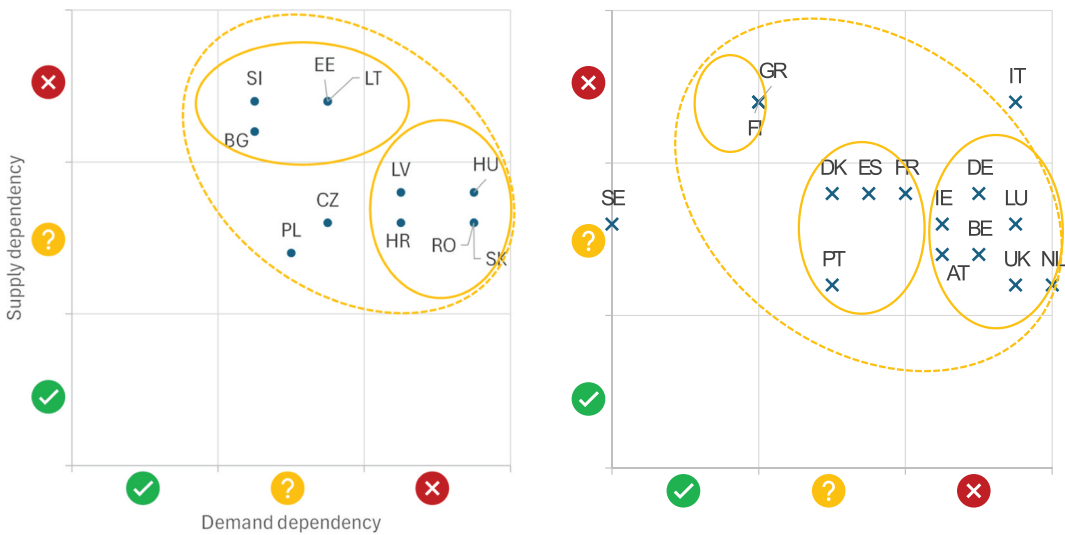 Supply dependency
SI
EE
LT
BG
LV
HU
CZ
PL
HR
RO
SK
?
?
Demand dependency
GR
IT
FI
DK
ES
FR
DE
SE
IE
LU
BE
PT
AT
UK
NL
?
?